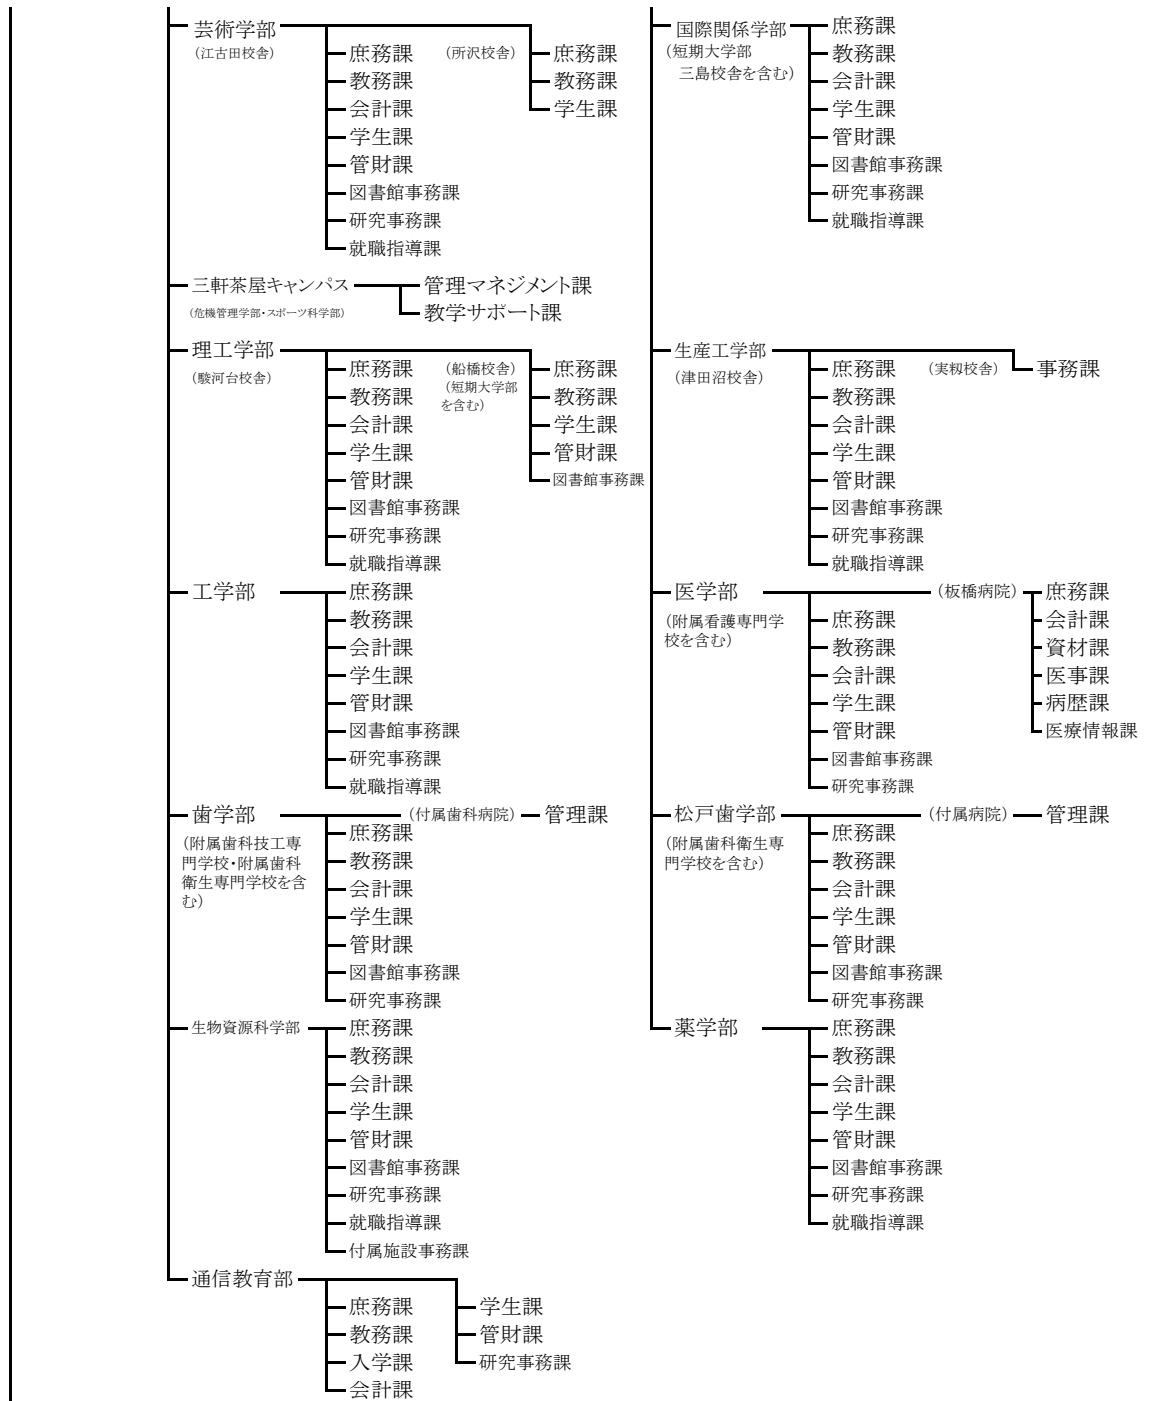 芸術学部
（江古田校舎）
庶務課
教務課
会計課
学生課
管財課
図書館事務課
研究事務課
就職指導課
（所沢校舎）
庶務課
教務課
学生課
三軒茶屋キャンパス
（危機管理学部・スポーツ科学部）
管理マネジメント課
教学サポート課
理工学部
（駿河台校舎）
庶務課
教務課
会計課
学生課
管財課
図書館事務課
研究事務課
就職指導課
（船橋校舎）
（短期大学部
を含む）
庶務課
教務課
学生課
管財課
図書館事務課
工学部
庶務課
教務課
会計課
学生課
管財課
図書館事務課
研究事務課
就職指導課
歯学部
（附属歯科技工専
門学校・附属歯科
衛生専門学校を含
む）
（付属歯科病院）
管理課
庶務課
教務課
会計課
学生課
管財課
図書館事務課
研究事務課
生物資源科学部
庶務課
教務課
会計課
学生課
管財課
図書館事務課
研究事務課
就職指導課
付属施設事務課
通信教育部
庶務課
教務課
入学課
会計課
学生課
管財課
研究事務課
国際関係学部
（短期大学部
三島校舎を含む）
庶務課
教務課
会計課
学生課
管財課
図書館事務課
研究事務課
就職指導課
生産工学部
（津田沼校舎）
庶務課
教務課
会計課
学生課
管財課
図書館事務課
研究事務課
就職指導課
（実籾校舎）
事務課
医学部
（附属看護専門学
校を含む）
庶務課
教務課
会計課
学生課
管財課
図書館事務課
研究事務課
（板橋病院）
庶務課
会計課
資材課
医事課
病歴課
医療情報課
松戸歯学部
（附属歯科衛生専
門学校を含む）
（付属病院）
管理課
庶務課
教務課
会計課
学生課
管財課
図書館事務課
研究事務課
薬学部
庶務課
教務課
会計課
学生課
管財課
図書館事務課
研究事務課
就職指導課